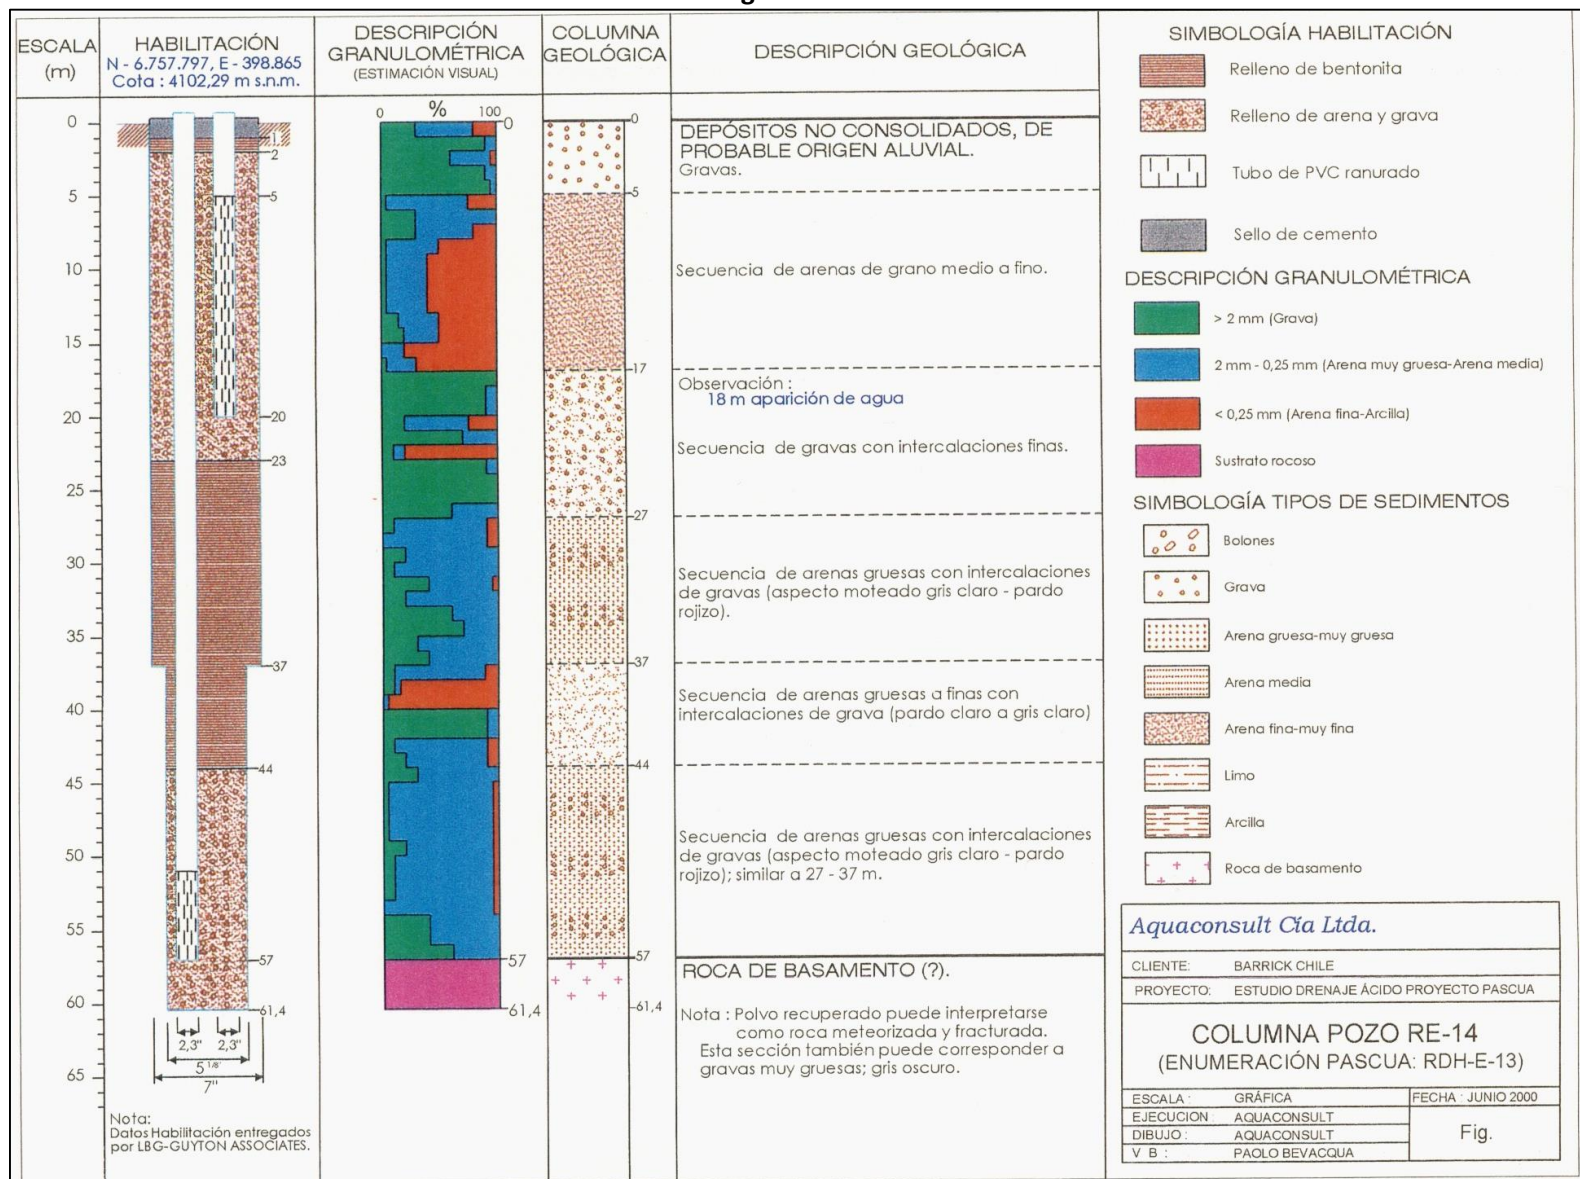 ESCALA
(m)
HABILITACIÓN
N - 6.757.797, E - 398.865
Cota : 4102,29 m s.n.m.
DESCRIPCIÓN
GRANULOMÉTRICA
(ESTIMACIÓN VISUAL)
COLUMNA
GEOLÓGICA
DESCRIPCIÓN GEOLÓGICA
0
5
10
15
20
25
30
35
40
45
50
55
60
65
1
2
5
20
23
37
44
57
61,4
2,3" 2,3"
5 1/8"
7"
Nota:
Datos Habilitación entregados
por LBG-GUYTON ASSOCIATES.
0 % 100
0
57
61,4
0
5
17
27
37
44
57
61,4
DEPÓSITOS NO CONSOLIDADOS, DE
PROBABLE ORIGEN ALUVIAL.
Gravas.
Secuencia de arenas de grano medio a fino.
Observación :
18 m aparición de agua
Secuencia de gravas con intercalaciones finas.
Secuencia de arenas gruesas con intercalaciones
de gravas (aspecto moteado gris claro - pardo
rojizo).
Secuencia de arenas gruesas a finas con
intercalaciones de grava (pardo claro a gris claro)
Secuencia de arenas gruesas con intercalaciones
de gravas (aspecto moteado gris claro - pardo
rojizo); similar a 27 - 37 m.
ROCA DE BASAMENTO (?).
Nota : Polvo recuperado puede interpretarse
como roca meteorizada y fracturada.
Esta sección también puede corresponder a
gravas muy gruesas; gris oscuro.
SIMBOLOGÍA HABILITACIÓN
Relleno de bentonita
Relleno de arena y grava
Tubo de PVC ranurado
Sello de cemento
DESCRIPCIÓN GRANULOMÉTRICA
> 2 mm (Grava)
2 mm - 0,25 mm (Arena muy gruesa-Arena media)
< 0,25 mm (Arena fina-Arcilla)
Sustrato rocoso
SIMBOLOGÍA TIPOS DE SEDIMENTOS
Bolones
Grava
Arena gruesa-muy gruesa
Arena media
Arena fina-muy fina
Limo
Arcilla
Roca de basamento
Aquaconsult Cía Ltda.
CLIENTE: BARRICK CHILE
PROYECTO: ESTUDIO DRENAJE ÁCIDO PROYECTO PASCUA
COLUMNA POZO RE-14
(ENUMERACIÓN PASCUA: RDH-E-13)
ESCALA : GRÁFICA FECHA : JUNIO 2000
EJECUCION : AQUACONSULT
DIBUJO : AQUACONSULT
V B : PAOLO BEVACQUA
Fig.